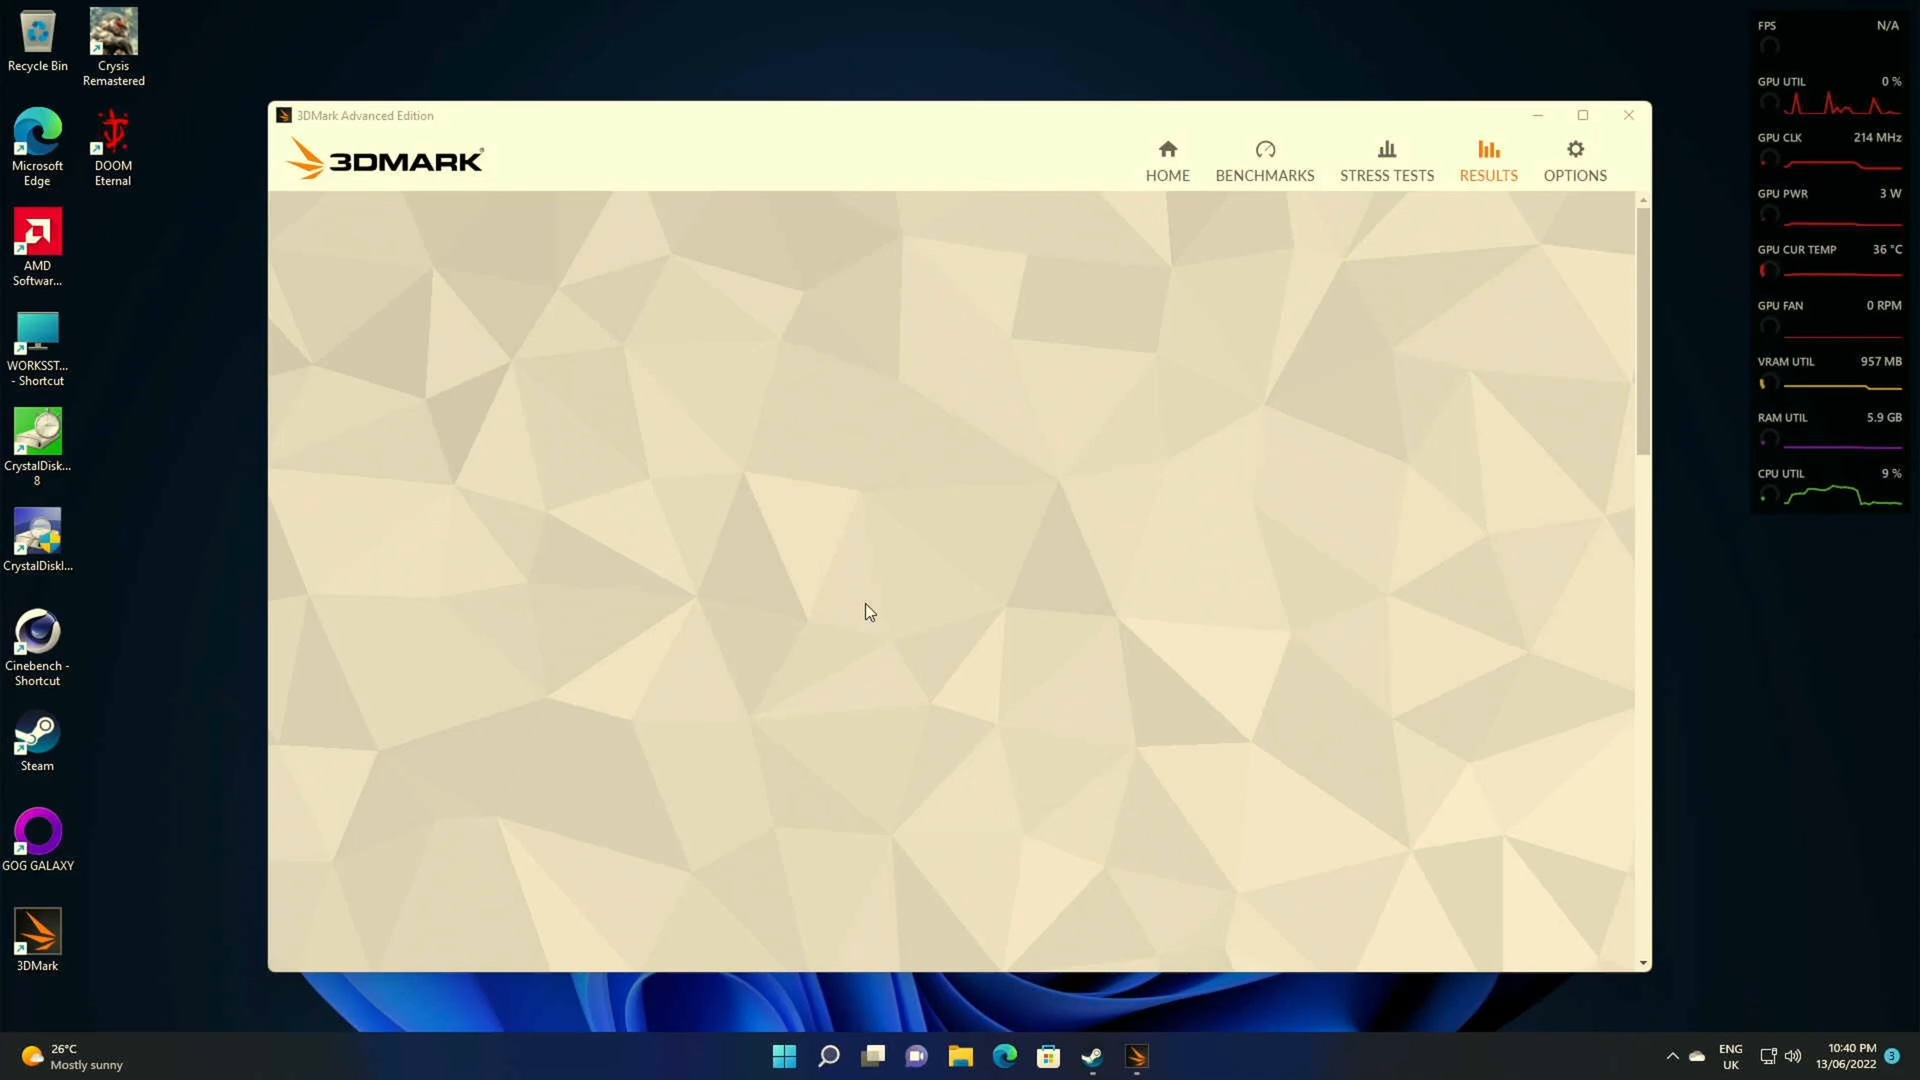 Recycle Bin
Crysis
Remastered
Microsoft
Edge
DOOM
Eternal
AMD
Softwar...
WORKSST...
- Shortcut
CrystalDisk...
8
CrystalDiskI...
Cinebench -
Shortcut
Steam
GOG GALAXY
3DMark
3DMark Advanced Edition
3DMARK®
HOME
BENCHMARKS
STRESS TESTS
RESULTS
OPTIONS
FPS N/A
GPU UTIL 0 %
GPU CLK 214 MHz
GPU PWR 3 W
GPU CUR TEMP 36 °C
GPU FAN 0 RPM
VRAM UTIL 957 MB
RAM UTIL 5.9 GB
CPU UTIL 9 %
26°C
Mostly sunny
ENG
UK
10:40 PM
13/06/2022
3